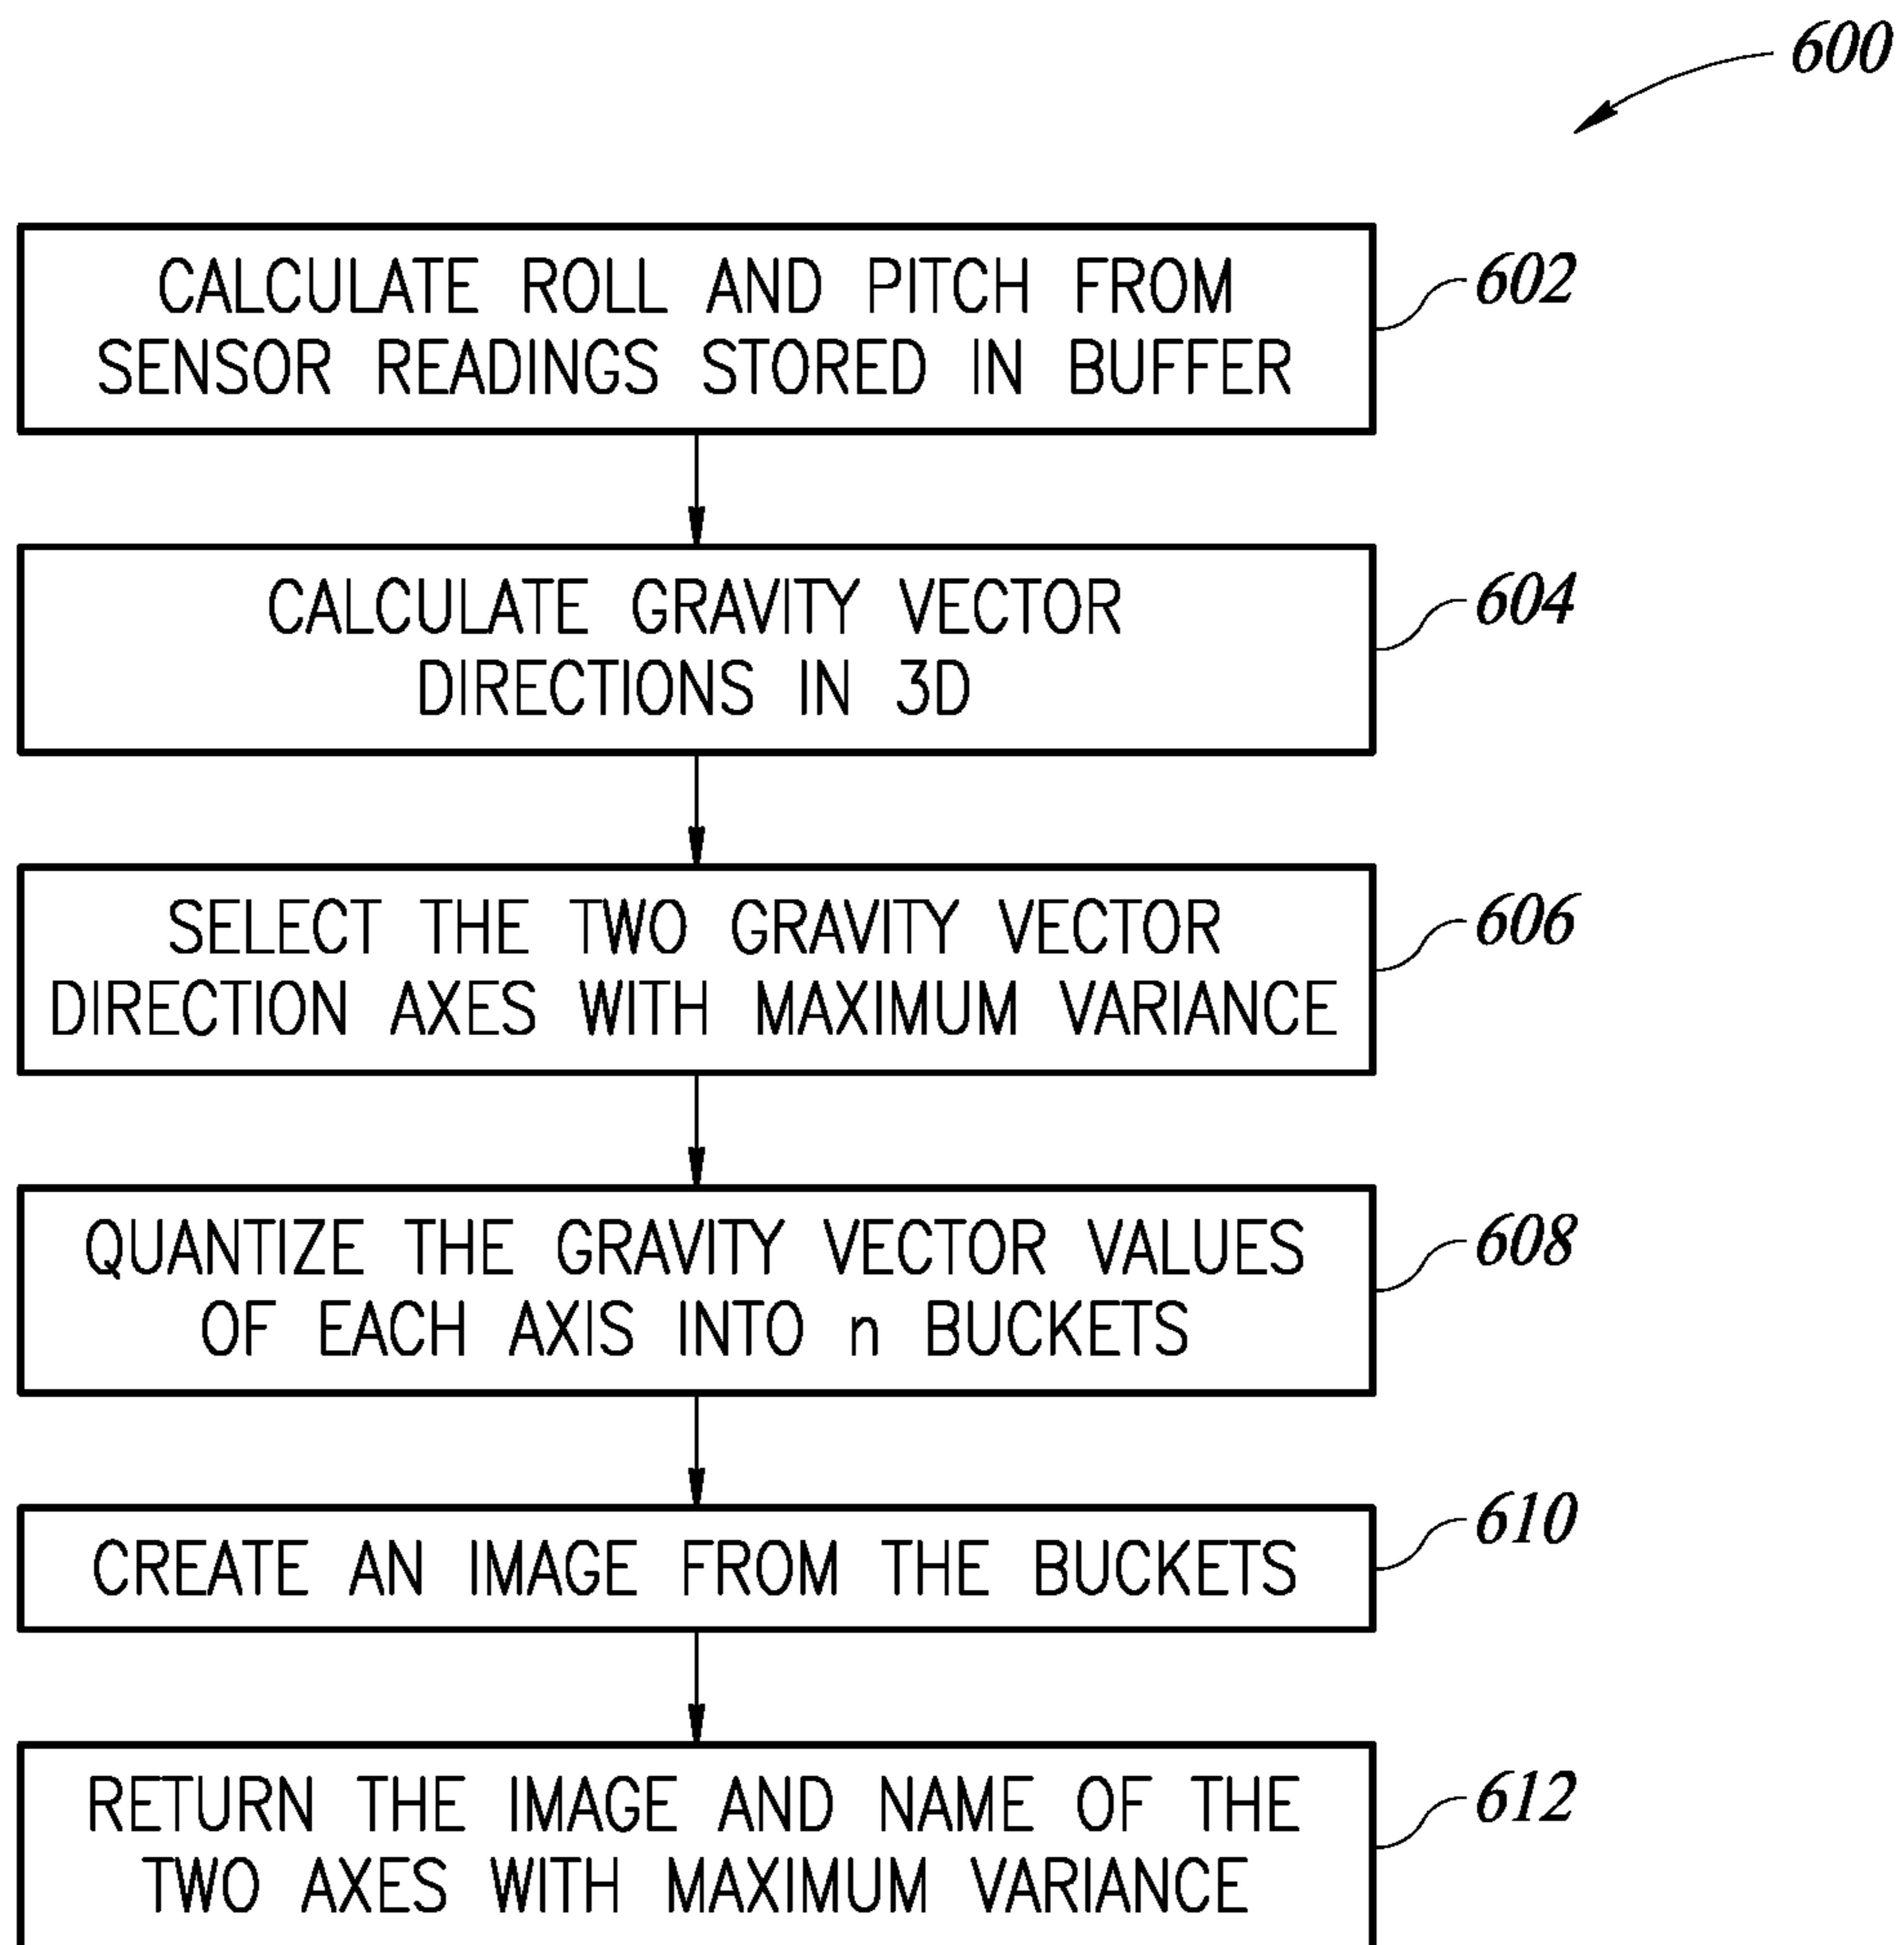 600
CALCULATE ROLL AND PITCH FROM
SENSOR READINGS STORED IN BUFFER
602
CALCULATE GRAVITY VECTOR
DIRECTIONS IN 3D
604
SELECT THE TWO GRAVITY VECTOR
DIRECTION AXES WITH MAXIMUM VARIANCE
606
QUANTIZE THE GRAVITY VECTOR VALUES
OF EACH AXIS INTO n BUCKETS
608
CREATE AN IMAGE FROM THE BUCKETS
610
RETURN THE IMAGE AND NAME OF THE
TWO AXES WITH MAXIMUM VARIANCE
612